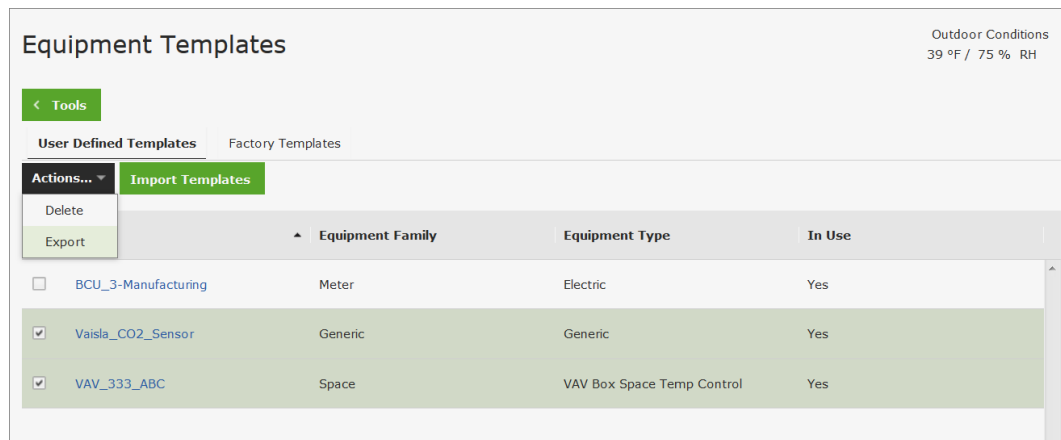 Equipment Templates
Outdoor Conditions
39 ºF / 75 % RH
Tools
User Defined Templates Factory Templates
Actions... Import Templates
Delete
Export
Equipment Family Equipment Type In Use
BCU_3-Manufacturing Meter Electric Yes
Vaisla_CO2_Sensor Generic Generic Yes
VAV_333_ABC Space VAV Box Space Temp Control Yes